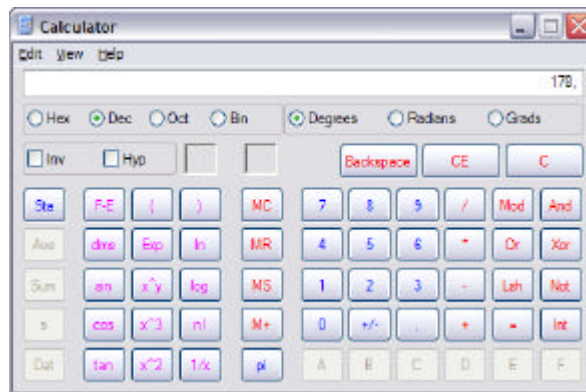 Calculator
Edit View Help
178,
Hex Dec Oct Bin Degrees Radians Grads
Inv Hyp Backspace CE C
Sta F-E ( ) MC 7 8 9 / Mod And
Ave dms Exp ln MR 4 5 6 * Or Xor
Sum sin x^y log MS 1 2 3 - Lsh Not
s cos x^3 n! M+ 0 +/- , + = Int
Dat tan x^2 1/x pi A B C D E F